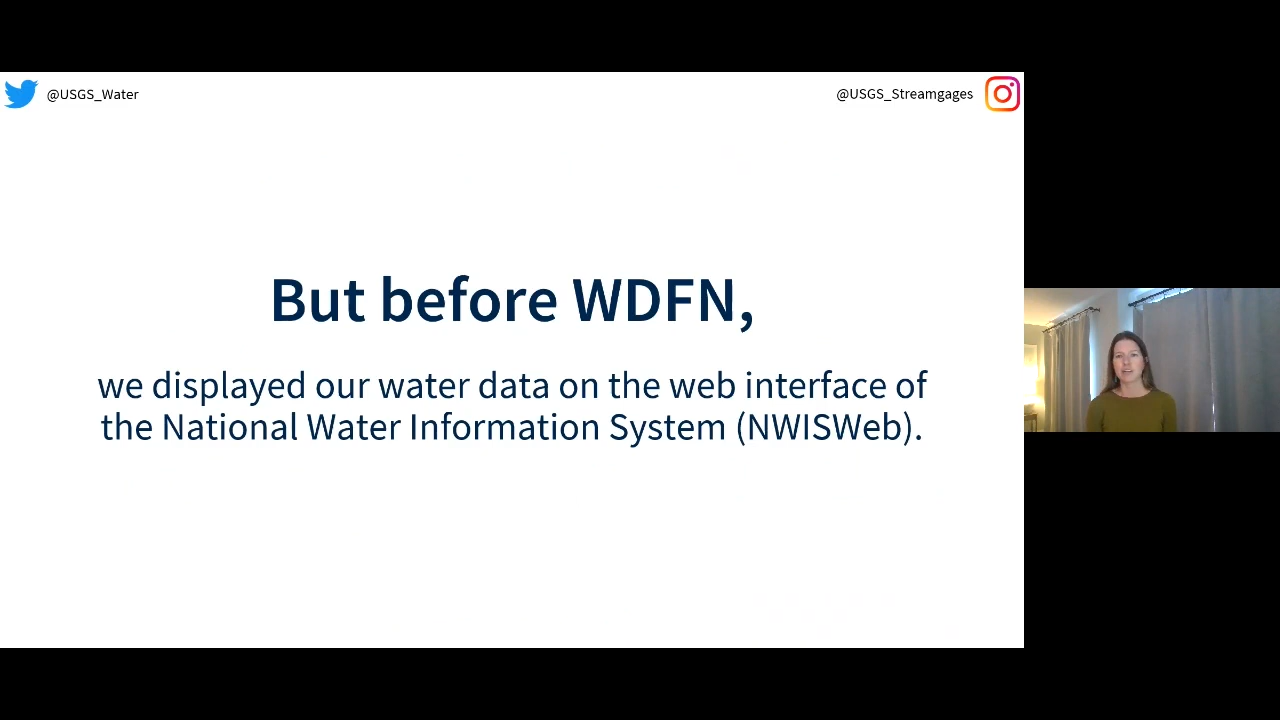 @USGS_Water
@USGS_Streamgages
But before WDFN,
we displayed our water data on the web interface of
the National Water Information System (NWISWeb).